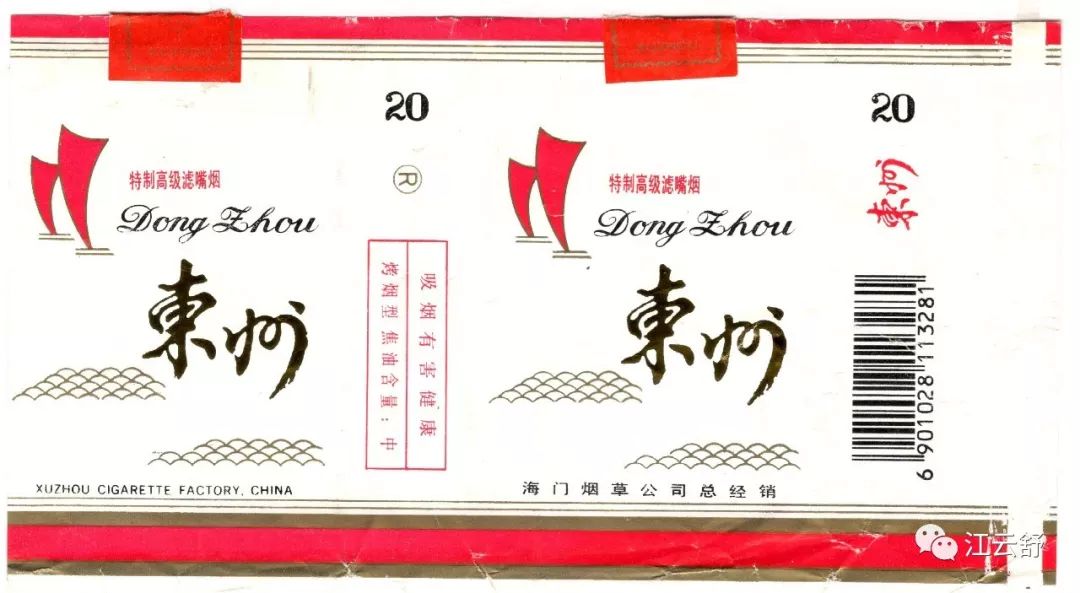 特制高级滤嘴烟
Dong Zhou
東州
XUZHOU CIGARETTE FACTORY, CHINA
20
®
吸烟有害健康
烤烟型 焦油含量：中
特制高级滤嘴烟
Dong Zhou
東州
海门烟草公司总经销
20
東州
6 901028 113281
江云舒